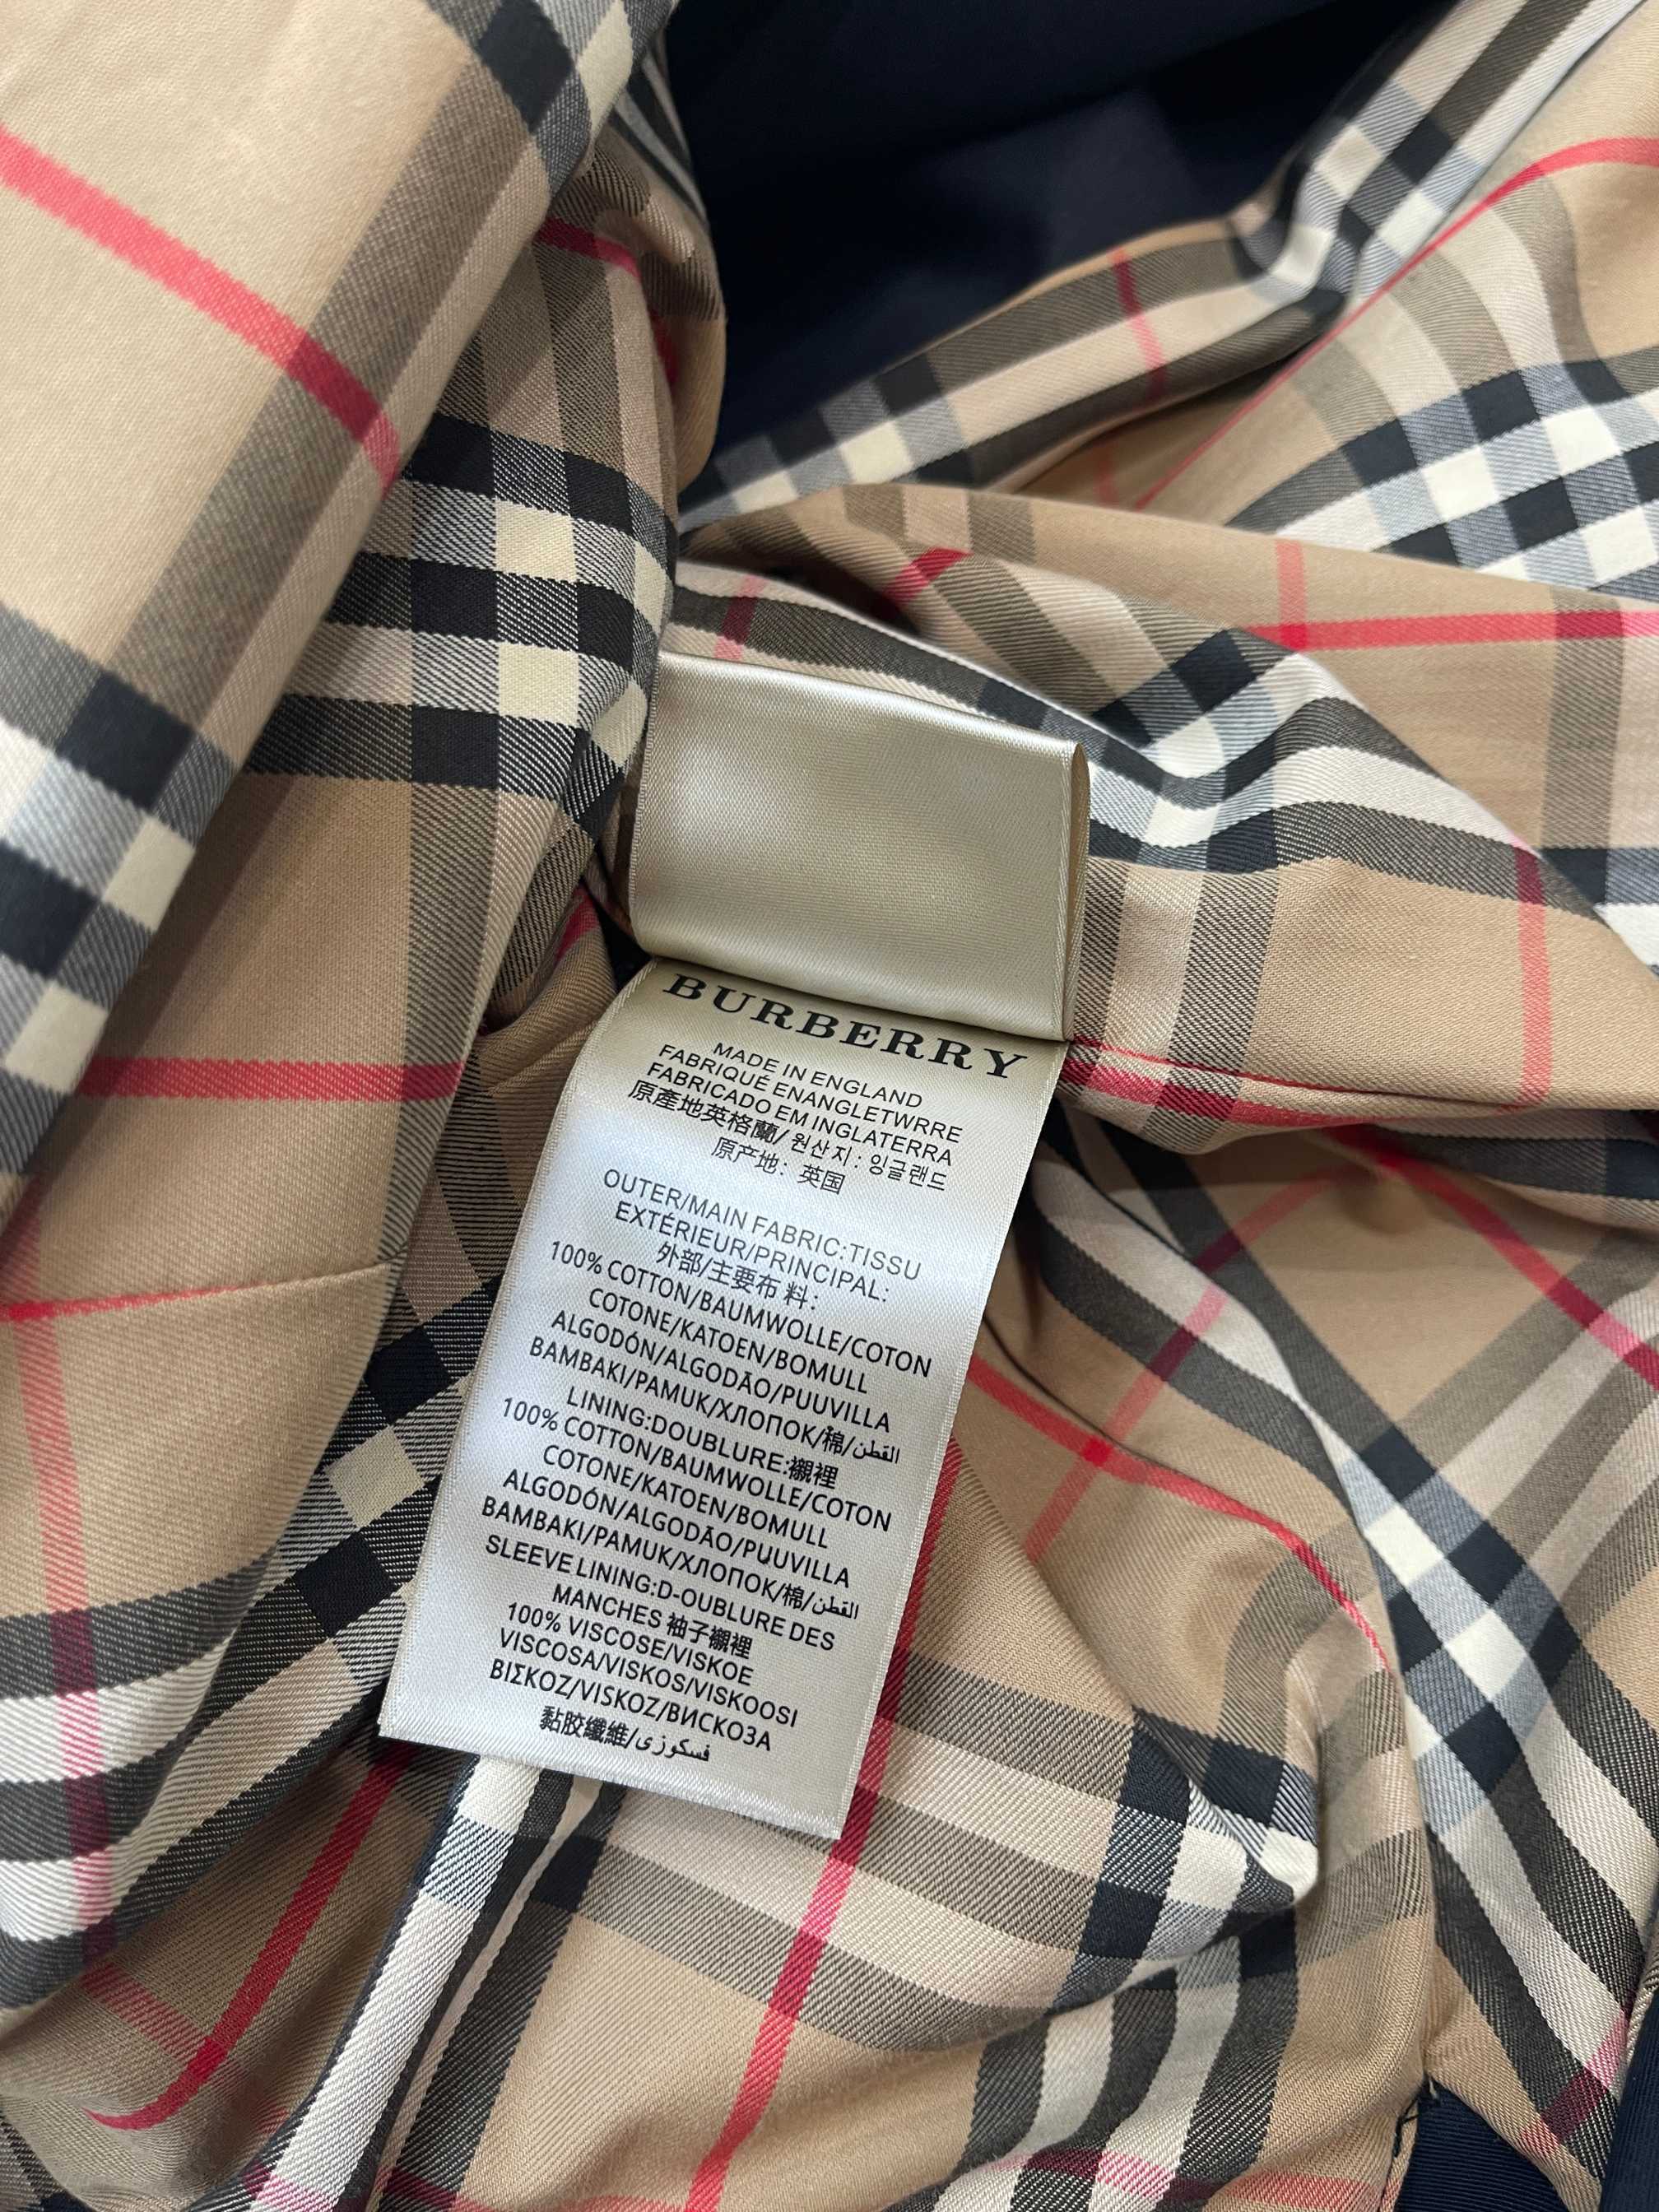 BURBERRY
MADE IN ENGLAND
FABRIQUÉ ENANGLETWRRE
FABRICADO EM INGLATERRA
原產地英格蘭/원산지:잉글랜드
原产地：英国
OUTER/MAIN FABRIC:TISSU
EXTÉRIEUR/PRINCIPAL:
外部/主要布料:
100% COTTON/BAUMWOLLE/COTON
COTONE/KATOEN/BOMULL
ALGODÓN/ALGODÃO/PUUVILLA
BAMBAKI/PAMUK/ХЛОПОК/棉/القطن
LINING:DOUBLURE:襯裡
100% COTTON/BAUMWOLLE/COTON
COTONE/KATOEN/BOMULL
ALGODÓN/ALGODÃO/PUUVILLA
BAMBAKI/PAMUK/ХЛОПОК/棉/القطن
SLEEVE LINING:D-OUBLURE DES
MANCHES 袖子襯裡
100% VISCOSE/VISKOE
VISCOSA/VISKOS/VISKOOSI
ΒΙΣΚΟΖ/VISKOZ/ВИСКОЗА
黏胶纖維/فسكوزى